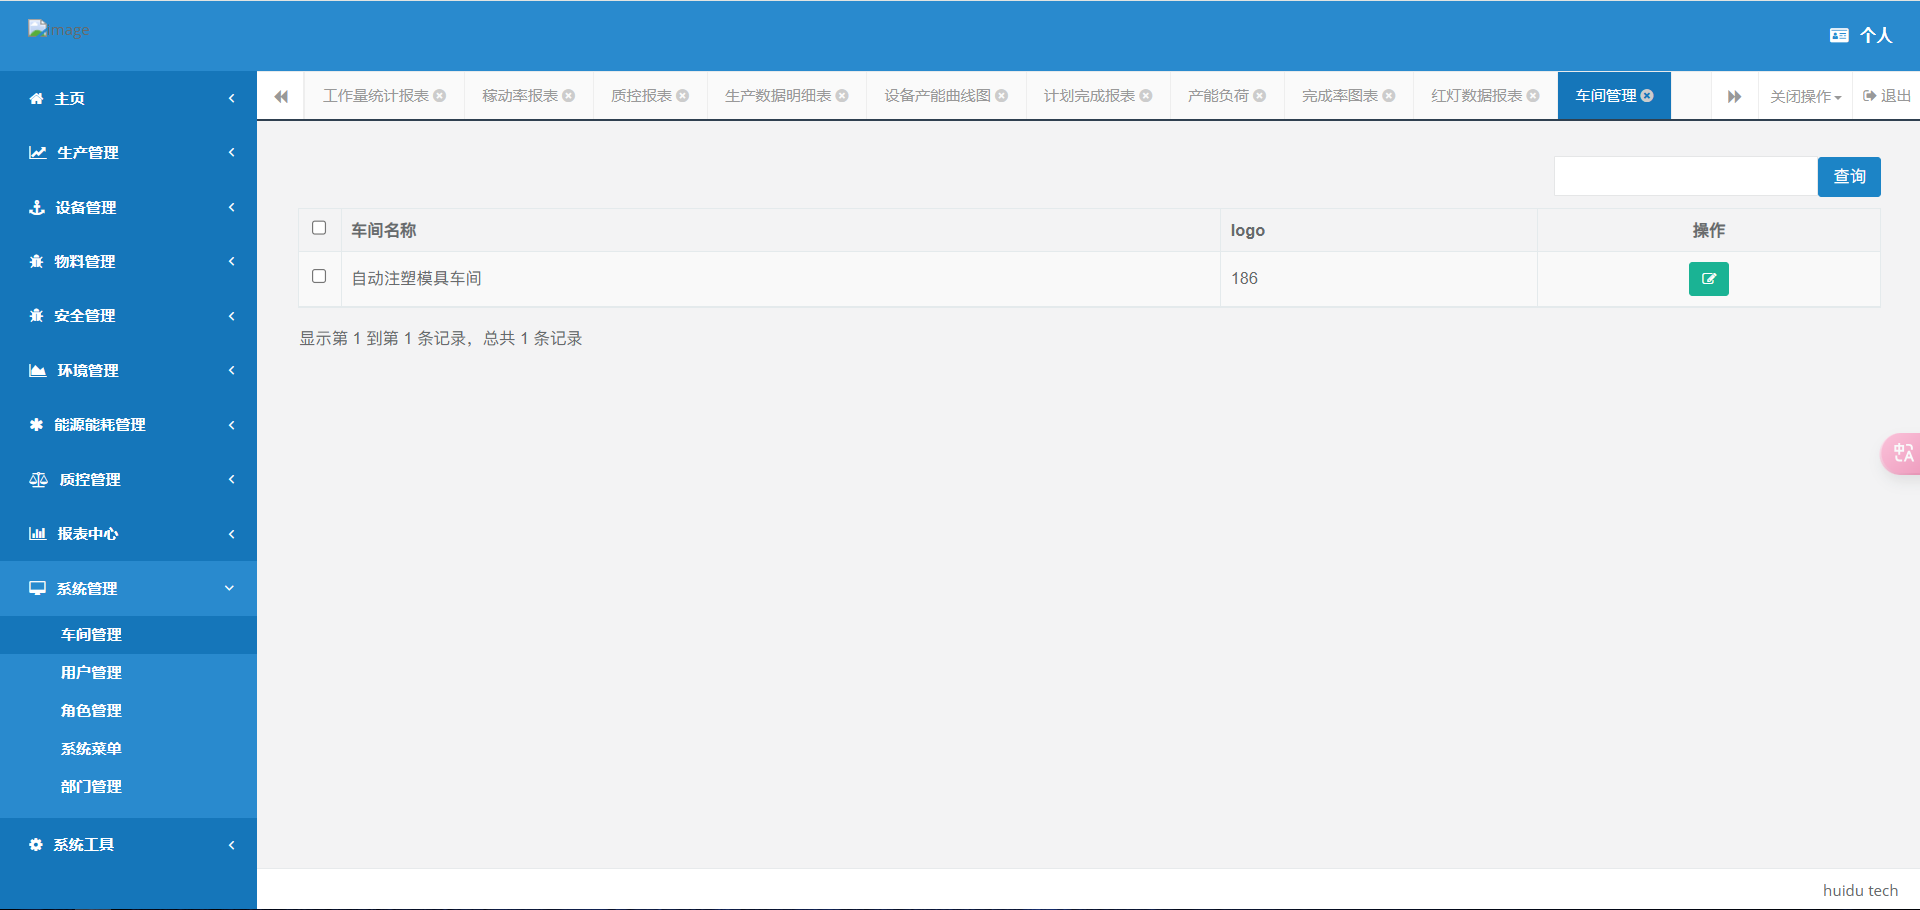 Image
个人
主页
生产管理
设备管理
物料管理
安全管理
环境管理
能源能耗管理
质控管理
报表中心
系统管理
车间管理
用户管理
角色管理
系统菜单
部门管理
系统工具
工作量统计报表 稼动率报表 质控报表 生产数据明细表 设备产能曲线图 计划完成报表 产能负荷 完成率图表 红灯数据报表 车间管理 关闭操作 退出
查询
车间名称 logo 操作
自动注塑模具车间 186
显示第 1 到第 1 条记录，总共 1 条记录
中A
huidu tech